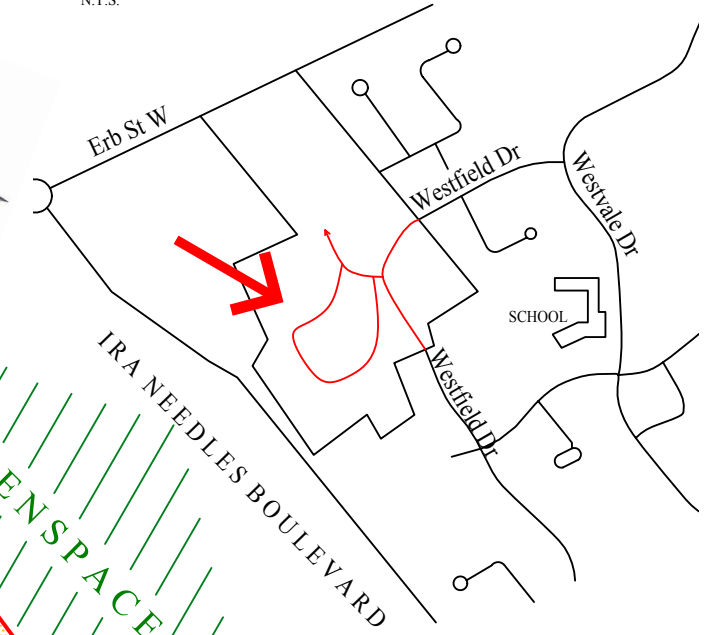 N.T.S.
Erb St W
Westfield Dr
Westvale Dr
SCHOOL
IRA NEEDLES BOULEVARD
Westfield Dr
ENSPACE